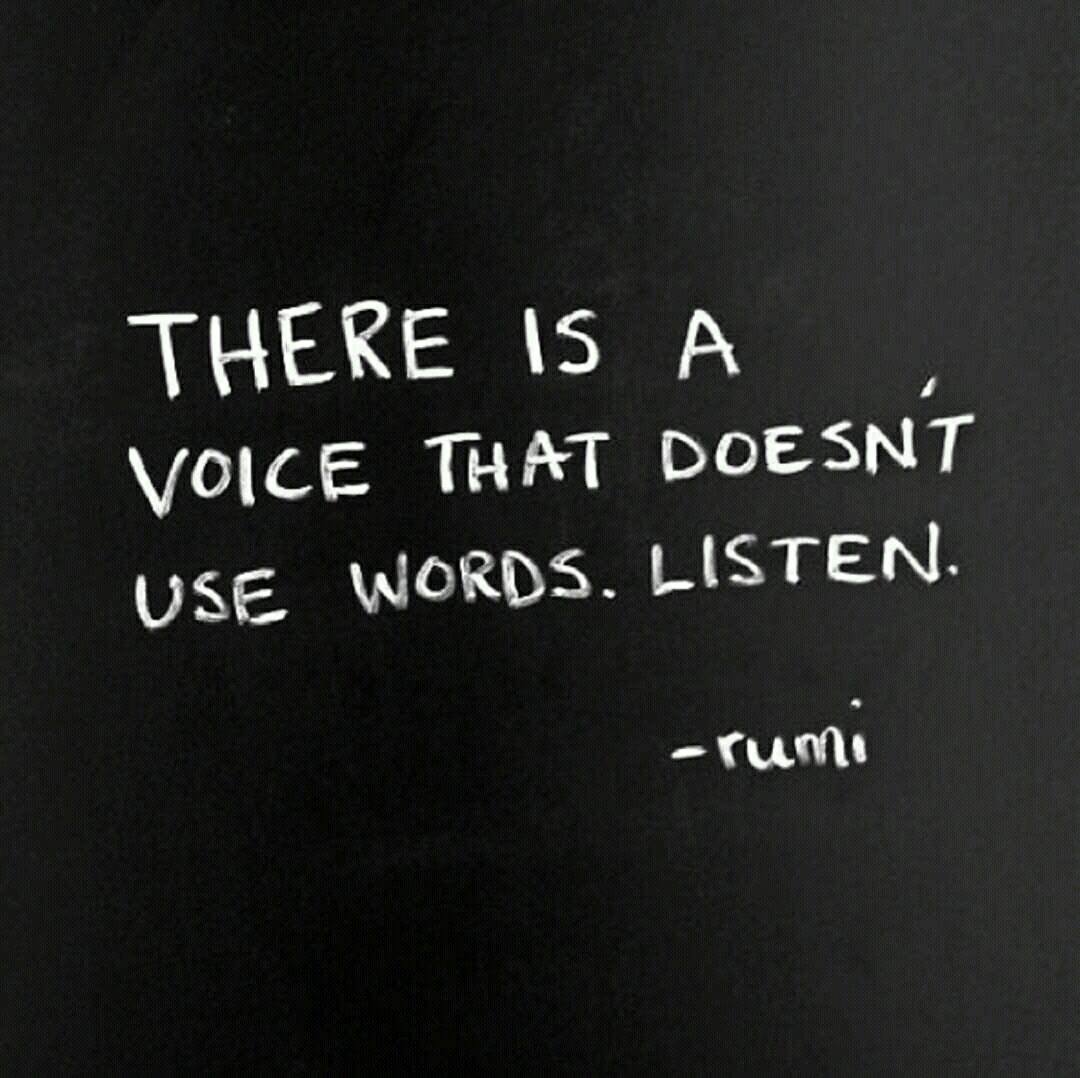 THERE IS A
VOICE THAT DOESN'T
USE WORDS. LISTEN.
-rumi